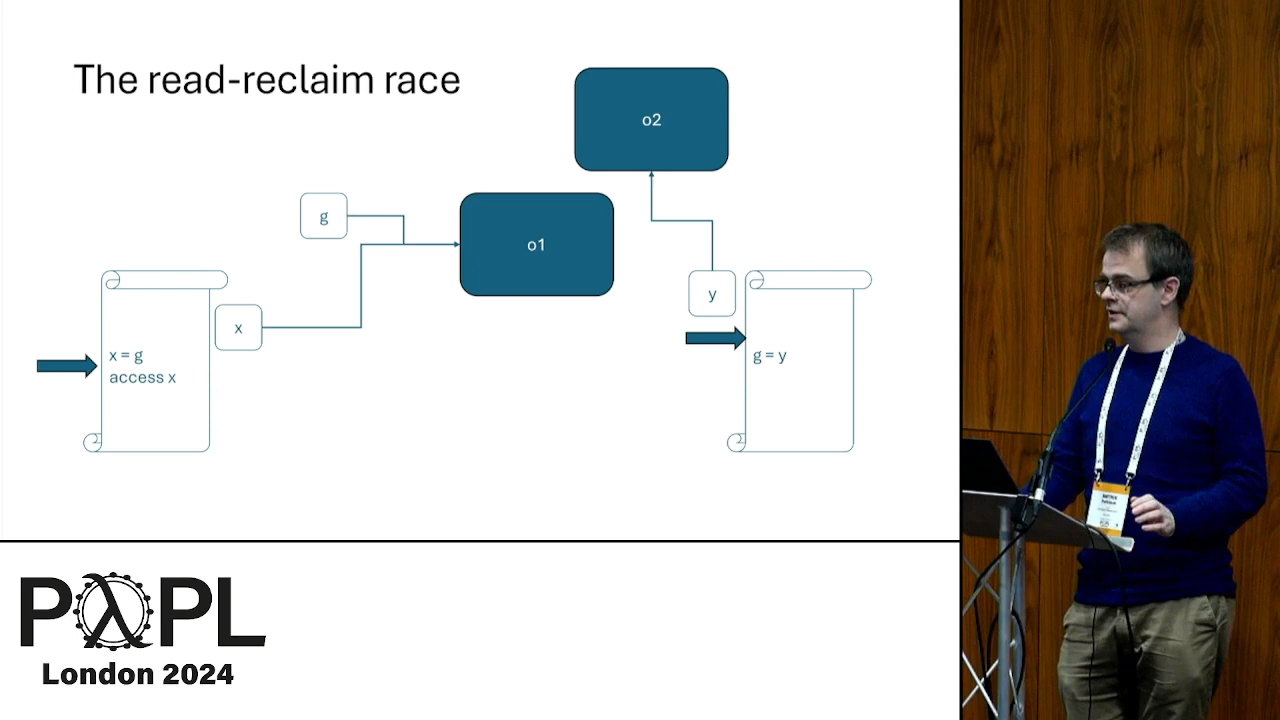 The read-reclaim race
o2
g
o1
x
y
x = g
access x
g = y
PλPL
London 2024